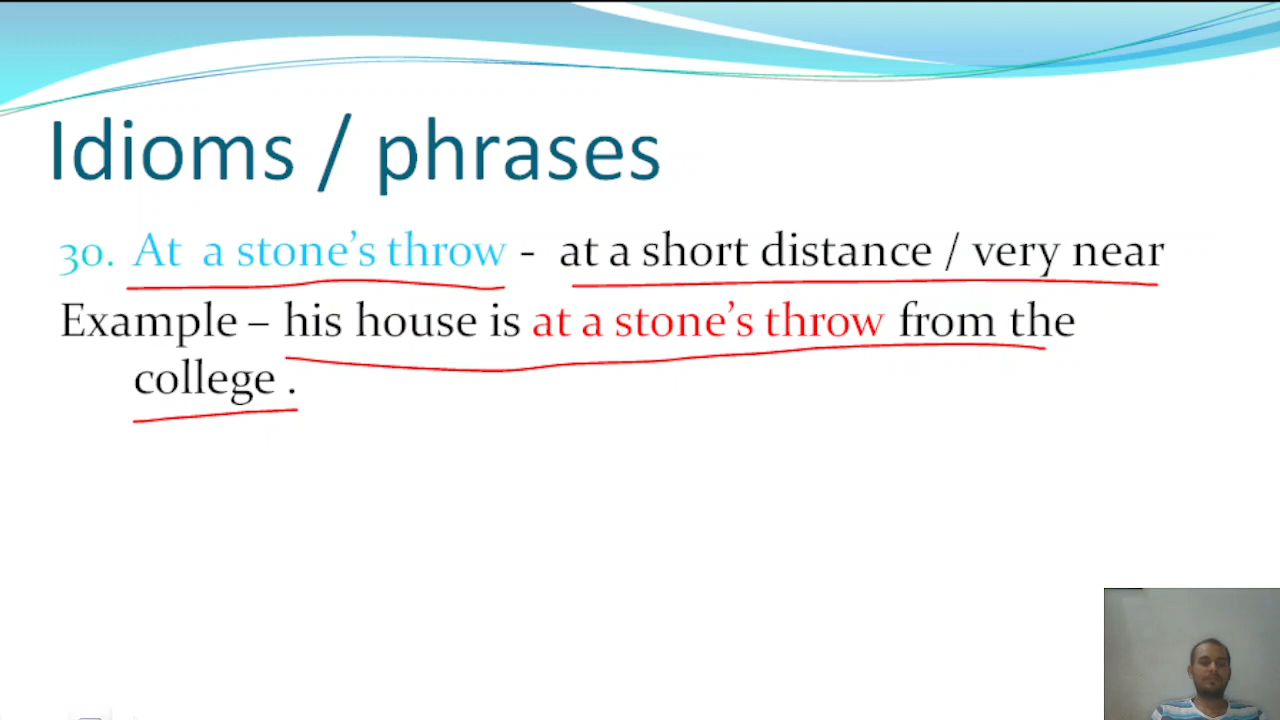 Idioms / phrases
30. At a stone’s throw - at a short distance / very near
Example – his house is at a stone’s throw from the
college .